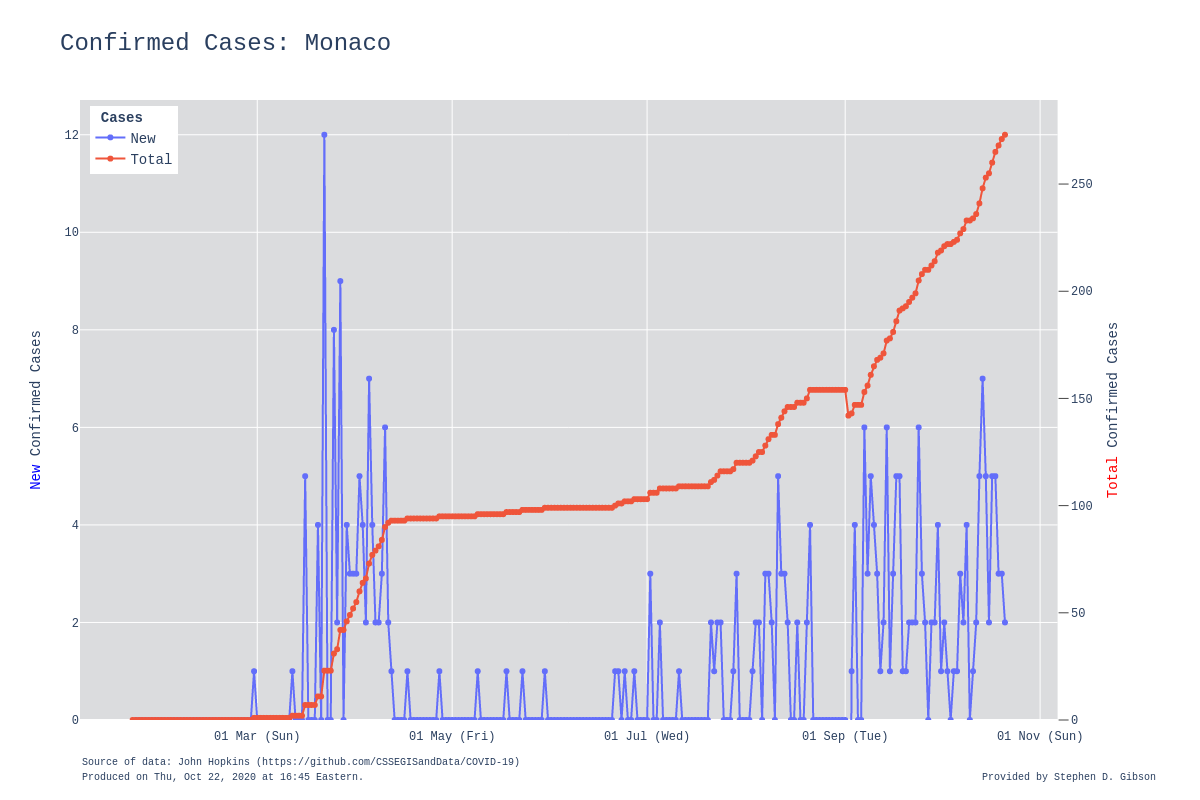 Confirmed Cases: Monaco
Cases
New
Total
12
10
8
6
4
2
0
250
200
150
100
50
0
New Confirmed Cases
Total Confirmed Cases
01 Mar (Sun)
01 May (Fri)
01 Jul (Wed)
01 Sep (Tue)
01 Nov (Sun)
Source of data: John Hopkins (https://github.com/CSSEGISandData/COVID-19)
Produced on Thu, Oct 22, 2020 at 16:45 Eastern.
Provided by Stephen D. Gibson